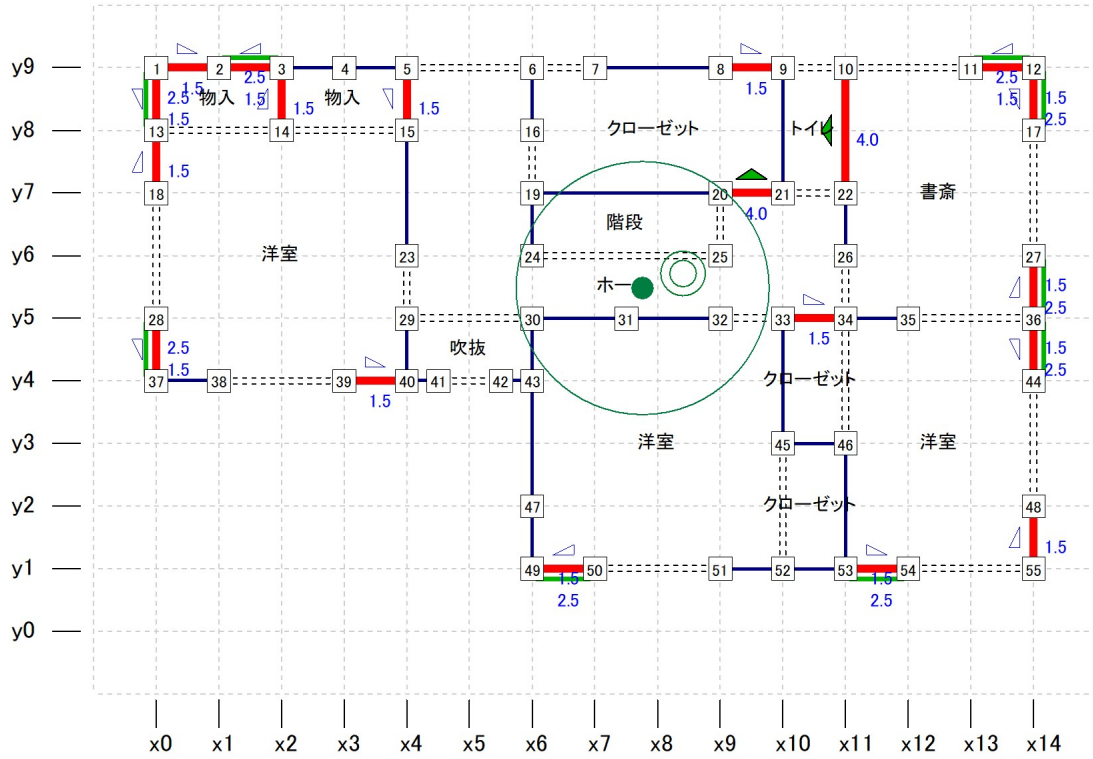 y9 1 2 3 4 5 6 7 8 9 10 11 12
1.5 2.5 1.5 2.5
2.5 物入 1.5 物入 1.5 1.5 1.5
1.5 2.5
y8 13 14 15 16 クローゼット トイレ 4.0 17
1.5
y7 18 19 20 21 22 書斎
4.0
階段
y6 洋室 23 24 25 26 27
ホー 1.5
2.5
y5 28 29 30 31 32 33 34 35 36
2.5 吹抜 1.5 1.5
1.5 2.5
y4 37 38 39 40 41 42 43 クローゼット 44
1.5
y3 洋室 45 46 洋室
y2 47 クローゼット 48
1.5
y1 49 50 51 52 53 54 55
1.5 1.5
2.5 2.5
y0
x0 x1 x2 x3 x4 x5 x6 x7 x8 x9 x10 x11 x12 x13 x14